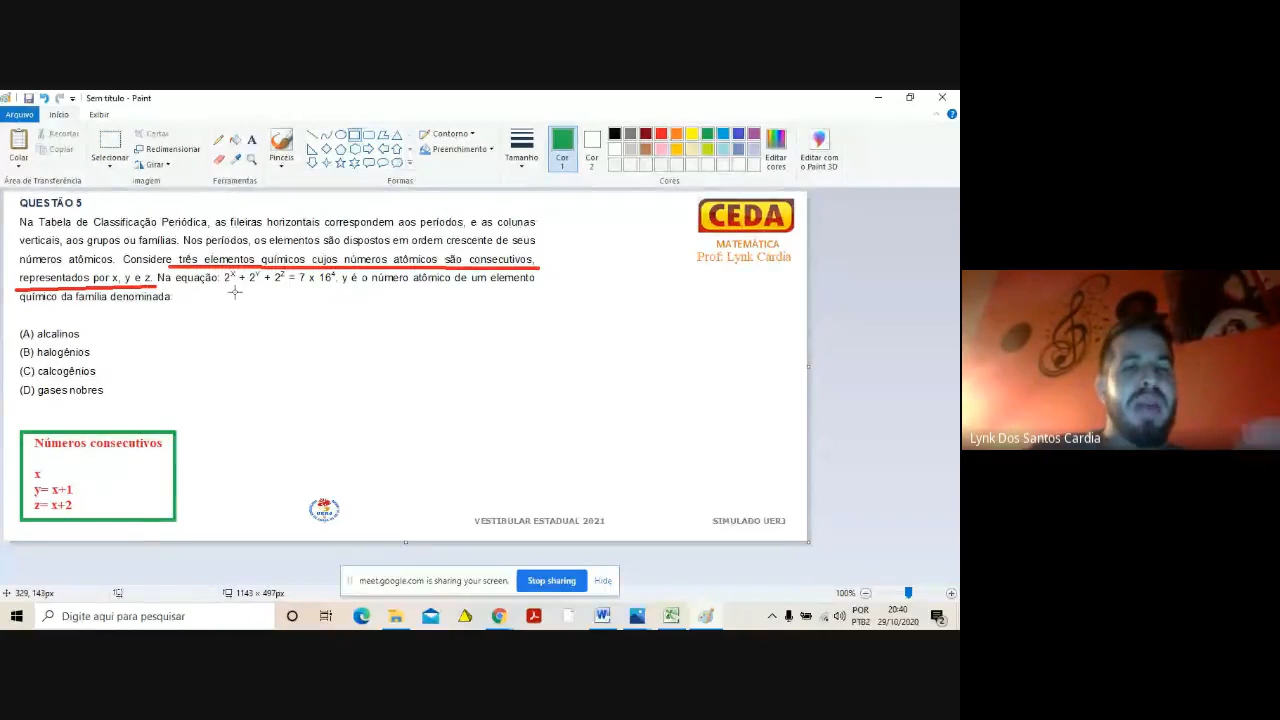 Sem título - Paint
Arquivo
Início
Exibir
Colar
Recortar
Copiar
Área de Transferência
Selecionar
Cortar
Redimensionar
Girar
Imagem
Ferramentas
Pincéis
Formas
Contorno
Preenchimento
Tamanho
Cor 1
Cor 2
Editar cores
Cores
Editar com o Paint 3D
QUESTÃO 5
Na Tabela de Classificação Periódica, as fileiras horizontais correspondem aos períodos, e as colunas
verticais, aos grupos ou famílias. Nos períodos, os elementos são dispostos em ordem crescente de seus
números atômicos. Considere três elementos químicos cujos números atômicos são consecutivos,
representados por x, y e z. Na equação: 2ˣ + 2ʸ + 2ᶻ = 7 x 16⁴, y é o número atômico de um elemento
químico da família denominada:
(A) alcalinos
(B) halogênios
(C) calcogênios
(D) gases nobres
CEDA
MATEMÁTICA
Prof: Lynk Cardia
Números consecutivos
x
y= x+1
z= x+2
UERJ
VESTIBULAR ESTADUAL 2021
SIMULADO UERJ
Lynk Dos Santos Cardia
meet.google.com is sharing your screen.
Stop sharing
Hide
329, 143px
1143 × 497px
100%
Digite aqui para pesquisar
POR
PTB2
20:40
29/10/2020
2